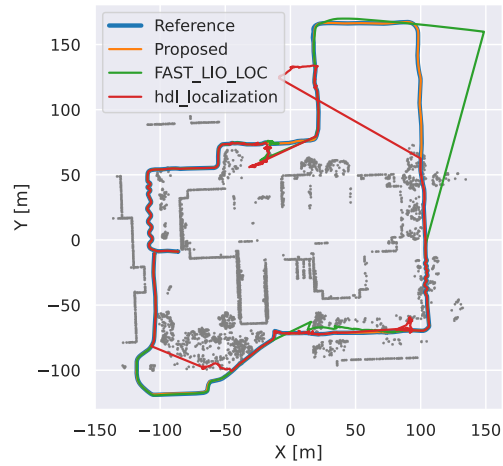 Reference
Proposed
FAST_LIO_LOC
hdl_localization
150
100
50
0
−50
−100
Y [m]
−150 −100 −50 0 50 100 150
X [m]